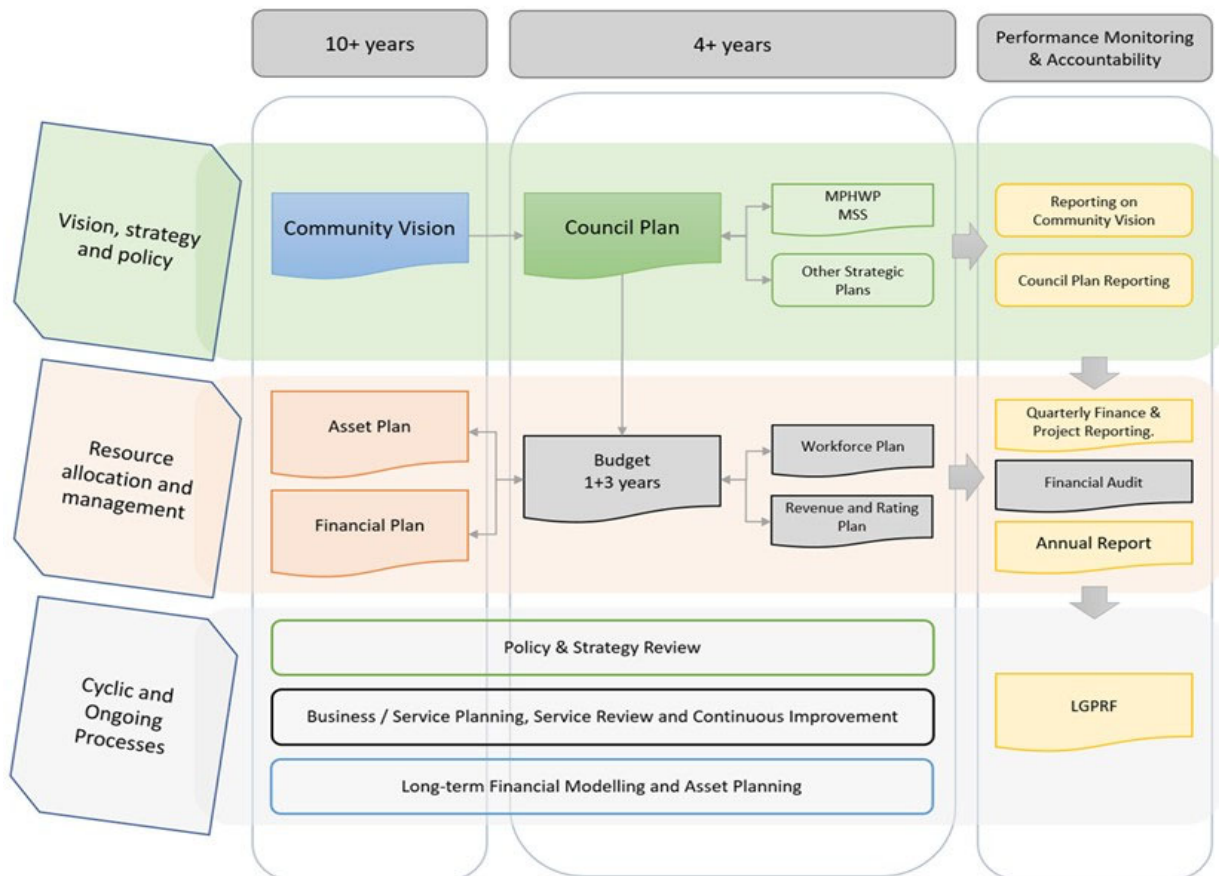 10+ years
4+ years
Performance Monitoring
& Accountability
Vision, strategy
and policy
Community Vision
Council Plan
MPHWP
MSS
Other Strategic
Plans
Reporting on
Community Vision
Council Plan Reporting
Resource
allocation and
management
Asset Plan
Financial Plan
Budget
1+3 years
Workforce Plan
Revenue and Rating
Plan
Quarterly Finance &
Project Reporting.
Financial Audit
Annual Report
Cyclic and
Ongoing
Processes
Policy & Strategy Review
Business / Service Planning, Service Review and Continuous Improvement
Long-term Financial Modelling and Asset Planning
LGPRF